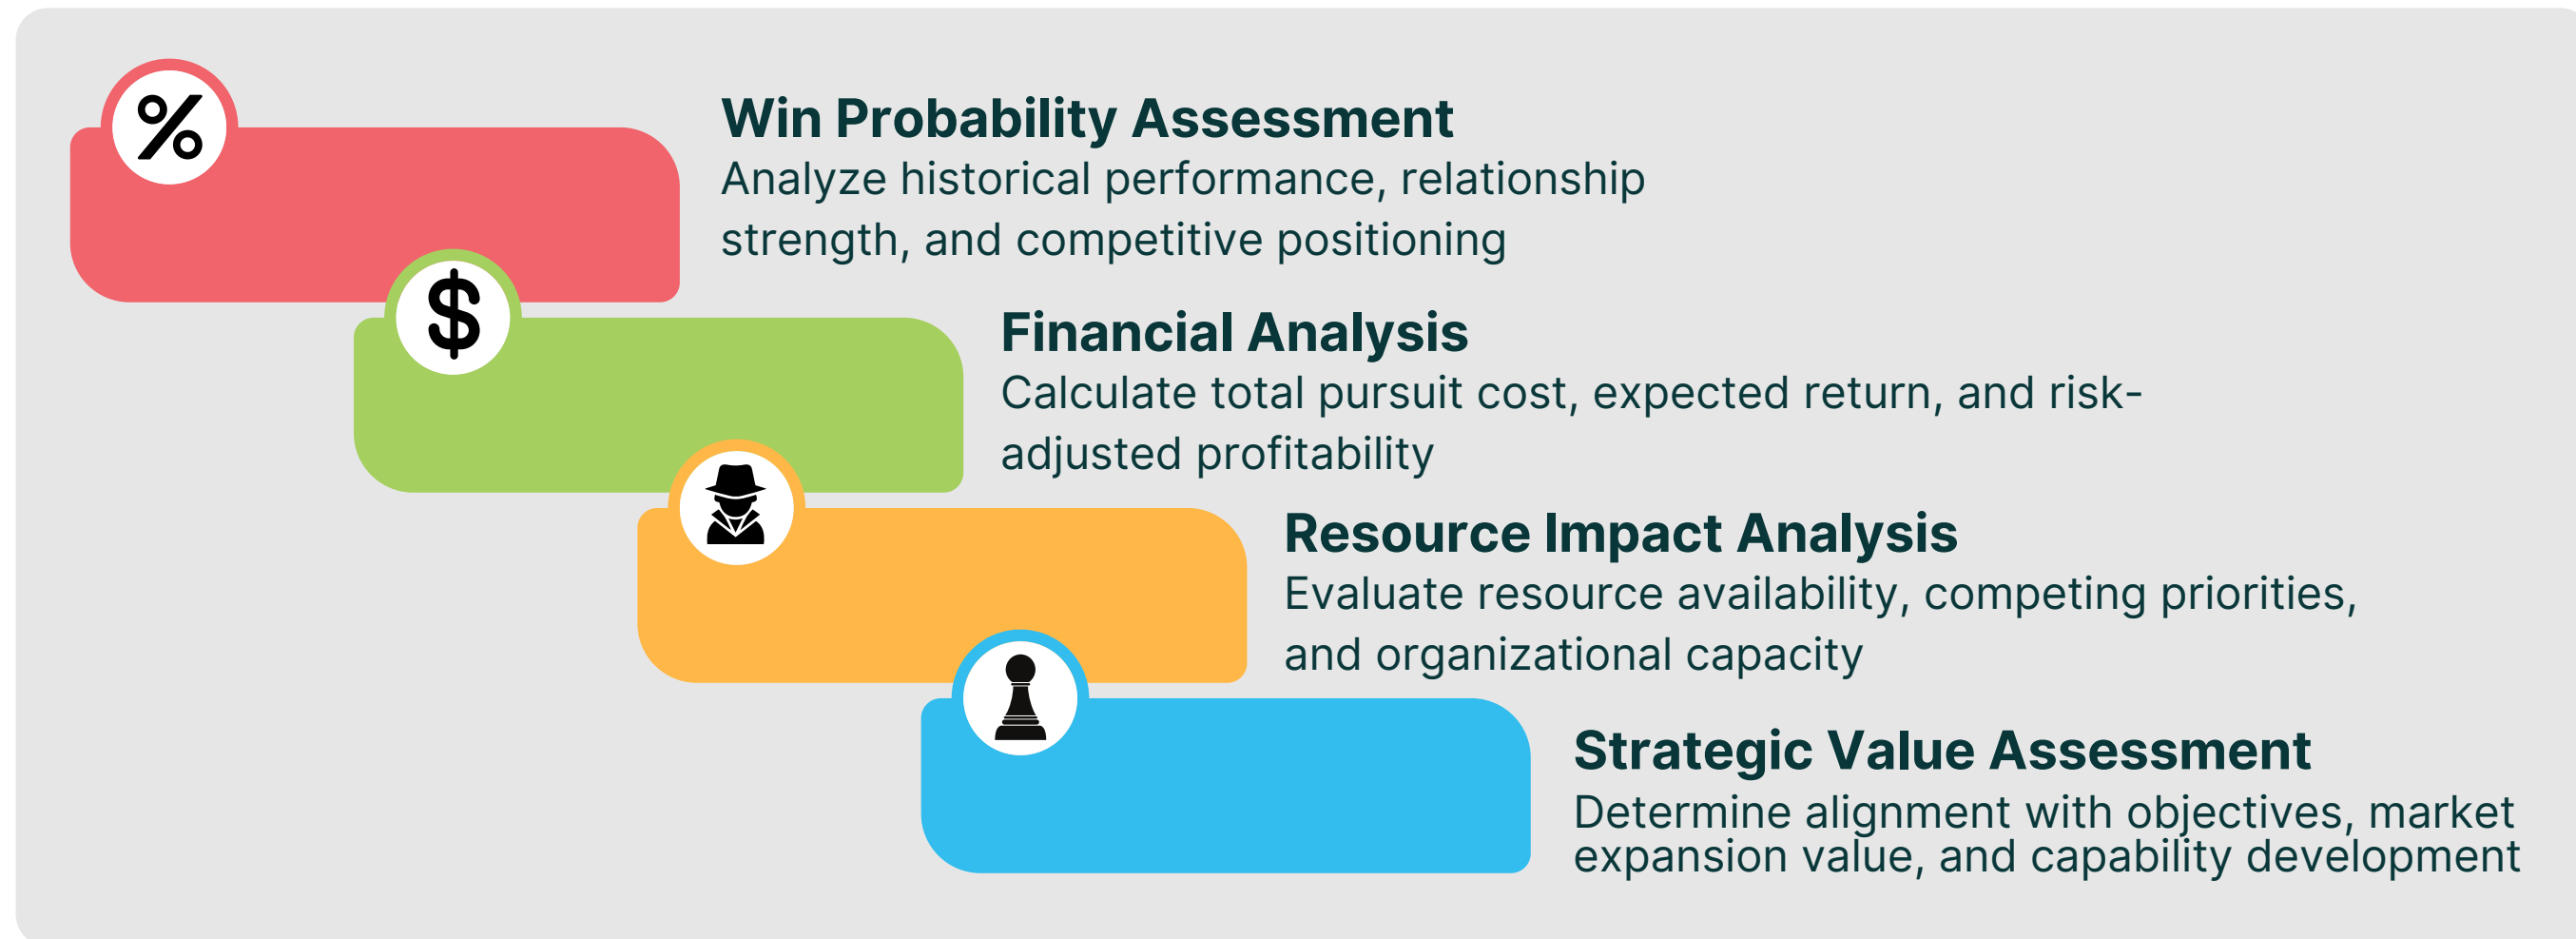 %
Win Probability Assessment
Analyze historical performance, relationship
strength, and competitive positioning
$
Financial Analysis
Calculate total pursuit cost, expected return, and risk-
adjusted profitability
Resource Impact Analysis
Evaluate resource availability, competing priorities,
and organizational capacity
Strategic Value Assessment
Determine alignment with objectives, market
expansion value, and capability development